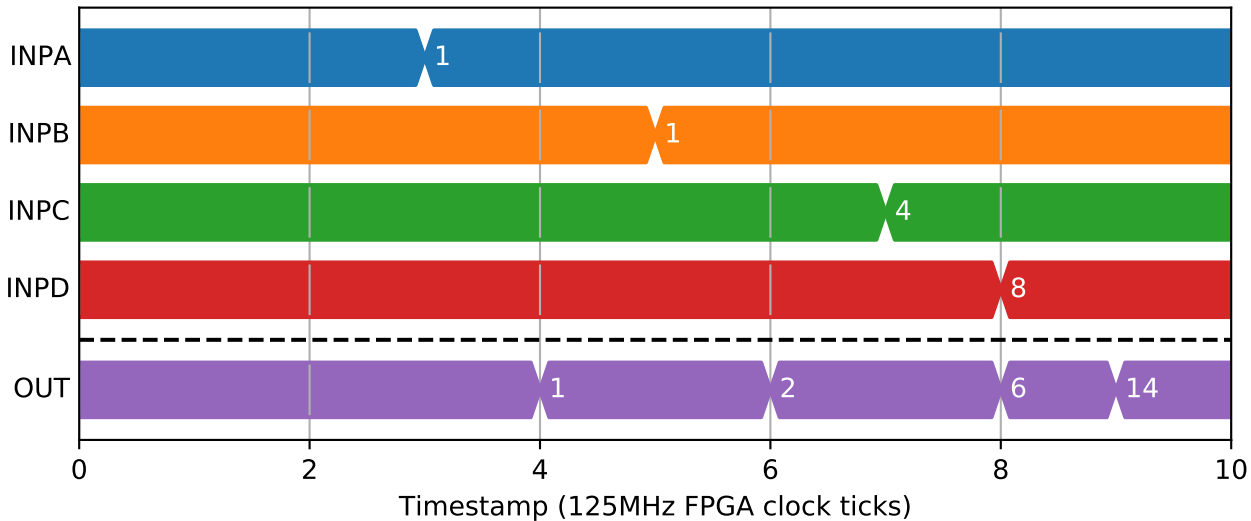 INPA 1
INPB 1
INPC 4
INPD 8
OUT 1 2 6 14
0 2 4 6 8 10
Timestamp (125MHz FPGA clock ticks)